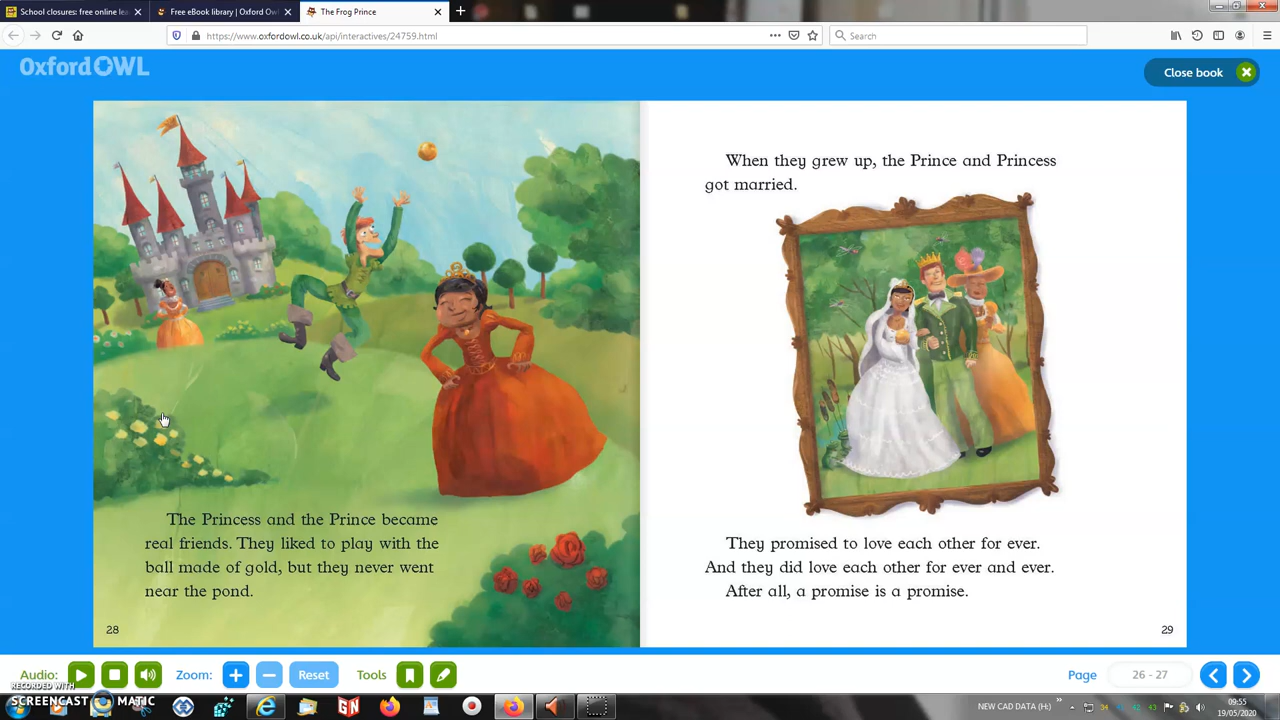 School closures: free online lea
Free eBook library | Oxford Ow
The Frog Prince
https://www.oxfordowl.co.uk/api/interactives/24759.html
Search
Oxford OWL
Close book
The Princess and the Prince became
real friends. They liked to play with the
ball made of gold, but they never went
near the pond.
28
When they grew up, the Prince and Princess
got married.
They promised to love each other for ever.
And they did love each other for ever and ever.
After all, a promise is a promise.
29
Audio:
Zoom:
Reset
Tools
Page
26 - 27
RECORDED WITH
SCREENCAST MATIC
NEW CAD DATA (H:)
09:55
19/05/2020